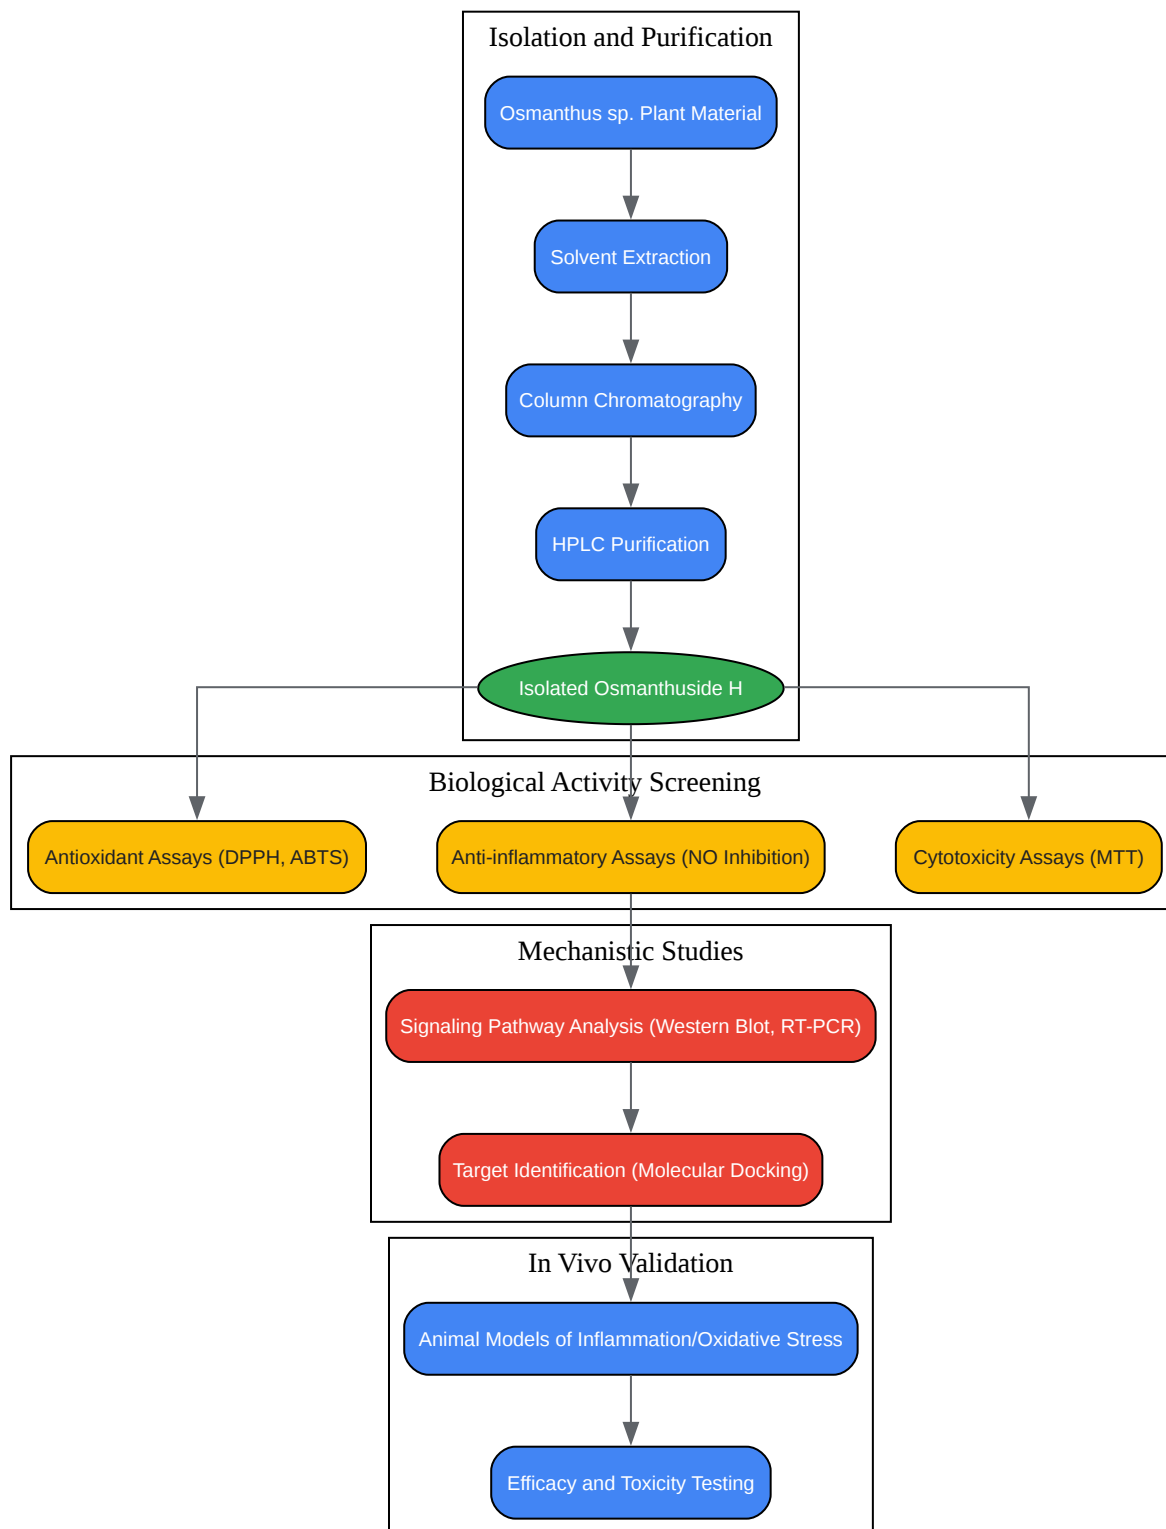 Isolation and Purification
Osmanthus sp. Plant Material
Solvent Extraction
Column Chromatography
HPLC Purification
Isolated Osmanthuside H
Biological Activity Screening
Antioxidant Assays (DPPH, ABTS)
Anti-inflammatory Assays (NO Inhibition)
Cytotoxicity Assays (MTT)
Mechanistic Studies
Signaling Pathway Analysis (Western Blot, RT-PCR)
Target Identification (Molecular Docking)
In Vivo Validation
Animal Models of Inflammation/Oxidative Stress
Efficacy and Toxicity Testing